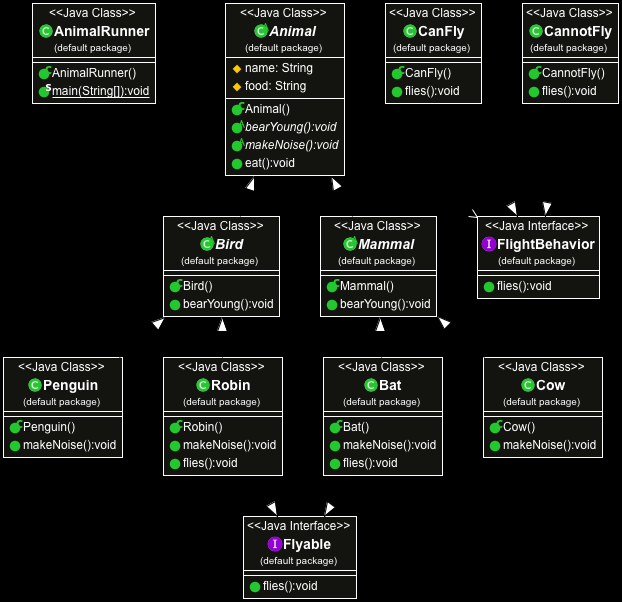 <<Java Class>>
AnimalRunner
(default package)
AnimalRunner()
main(String[]):void
<<Java Class>>
Animal
(default package)
name: String
food: String
Animal()
bearYoung():void
makeNoise():void
eat():void
<<Java Class>>
CanFly
(default package)
CanFly()
flies():void
<<Java Class>>
CannotFly
(default package)
CannotFly()
flies():void
<<Java Class>>
Bird
(default package)
Bird()
bearYoung():void
<<Java Class>>
Mammal
(default package)
Mammal()
bearYoung():void
<<Java Interface>>
FlightBehavior
(default package)
flies():void
<<Java Class>>
Penguin
(default package)
Penguin()
makeNoise():void
<<Java Class>>
Robin
(default package)
Robin()
makeNoise():void
flies():void
<<Java Class>>
Bat
(default package)
Bat()
makeNoise():void
flies():void
<<Java Class>>
Cow
(default package)
Cow()
makeNoise():void
<<Java Interface>>
Flyable
(default package)
flies():void